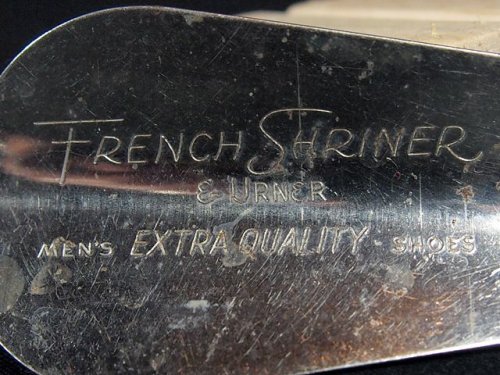 FRENCH SHRINER
& URNER
MEN'S EXTRA QUALITY SHOES